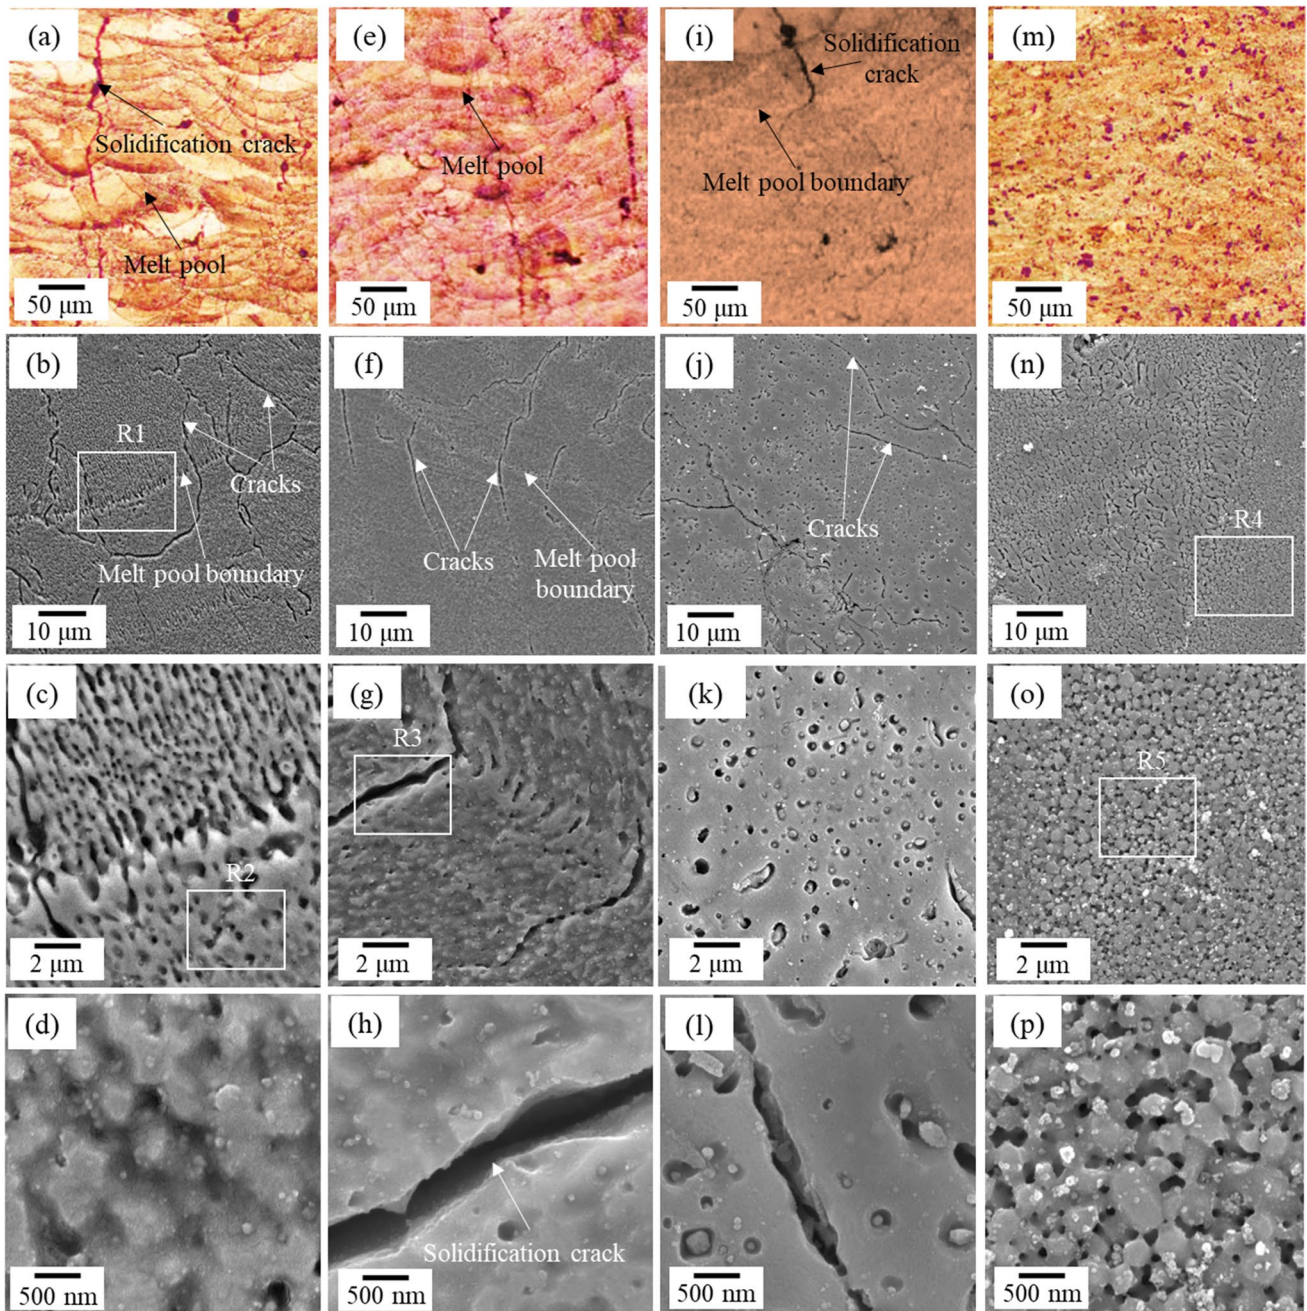 (a)
Solidification crack
Melt pool
50 μm
(e)
Melt pool
50 μm
(i)
Solidification
crack
Melt pool boundary
50 μm
(m)
50 μm
(b)
R1
Cracks
Melt pool boundary
10 μm
(f)
Cracks
Melt pool
boundary
10 μm
(j)
Cracks
10 μm
(n)
R4
10 μm
(c)
R2
2 μm
(g)
R3
2 μm
(k)
2 μm
(o)
R5
2 μm
(d)
500 nm
(h)
Solidification crack
500 nm
(l)
500 nm
(p)
500 nm